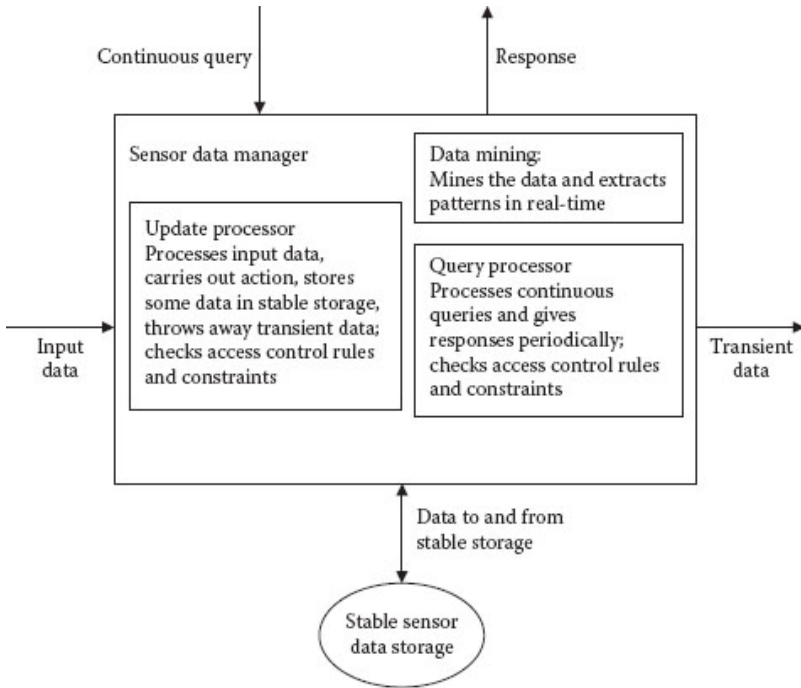 Continuous query
Response
Sensor data manager
Data mining:
Mines the data and extracts
patterns in real-time
Update processor
Processes input data,
carries out action, stores
some data in stable storage,
throws away transient data;
checks access control rules
and constraints
Query processor
Processes continuous
queries and gives
responses periodically;
checks access control rules
and constraints
Input
data
Transient
data
Data to and from
stable storage
Stable sensor
data storage